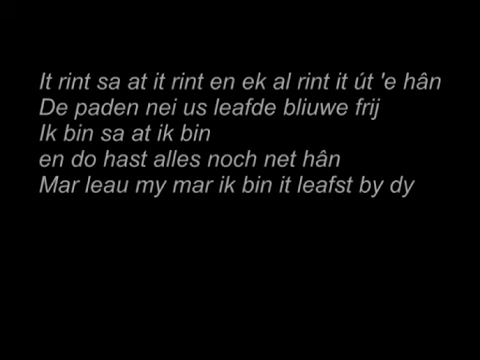 It rint sa at it rint en ek al rint it út 'e hân
De paden nei us leafde bliuwe frij
Ik bin sa at ik bin
en do hast alles noch net hân
Mar leau my mar ik bin it leafst by dy